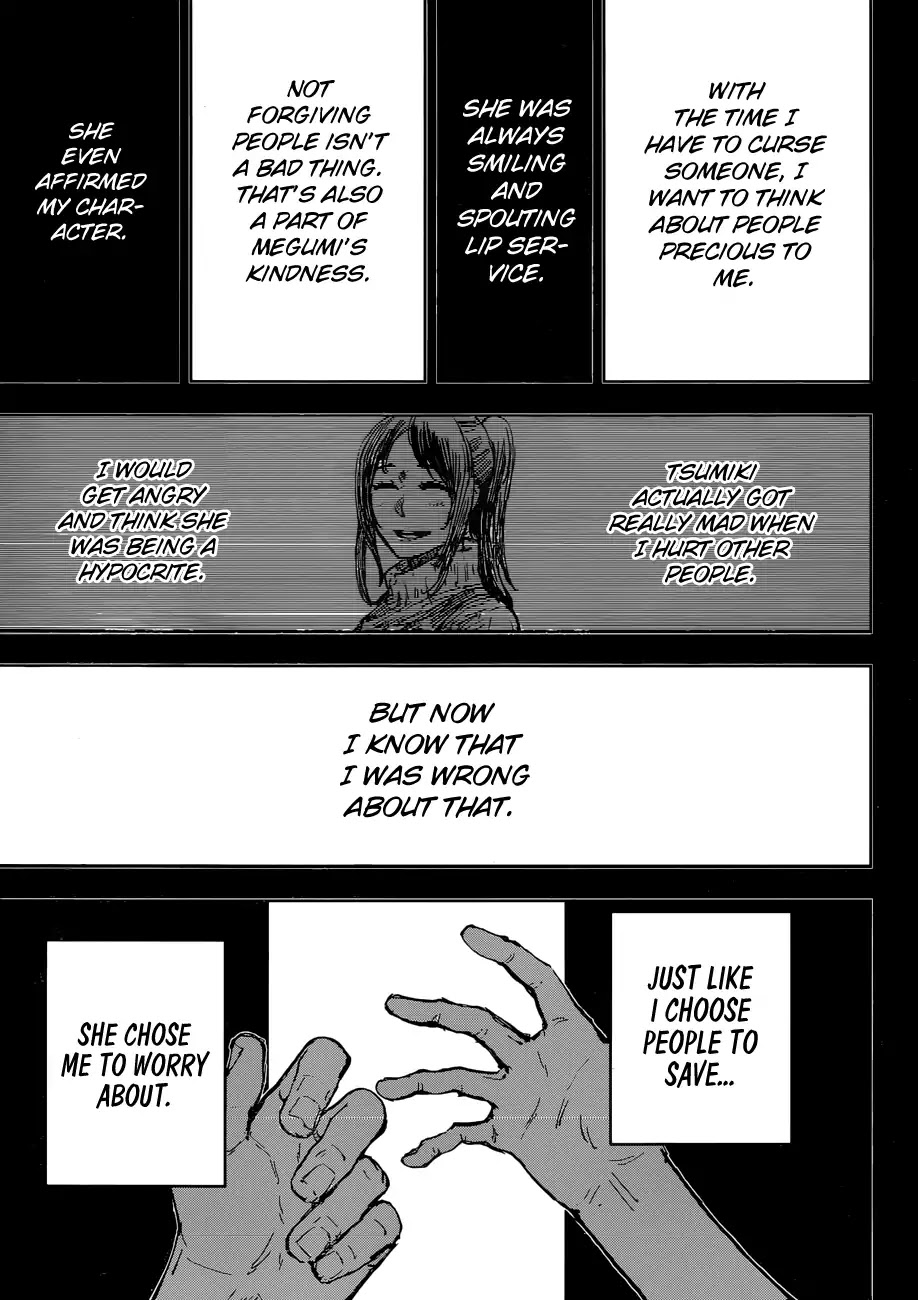 WITH
THE TIME I
HAVE TO CURSE
SOMEONE, I
WANT TO THINK
ABOUT PEOPLE
PRECIOUS TO
ME.
SHE WAS
ALWAYS
SMILING
AND
SPOUTING
LIP SER-
VICE.
NOT
FORGIVING
PEOPLE ISN'T
A BAD THING.
THAT'S ALSO
A PART OF
MEGUMI'S
KINDNESS.
SHE
EVEN
AFFIRMED
MY CHAR-
ACTER.
TSUMIKI
ACTUALLY GOT
REALLY MAD WHEN
I HURT OTHER
PEOPLE.
I WOULD
GET ANGRY
AND THINK SHE
WAS BEING A
HYPOCRITE.
BUT NOW
I KNOW THAT
I WAS WRONG
ABOUT THAT.
JUST LIKE
I CHOOSE
PEOPLE TO
SAVE...
SHE CHOSE
ME TO WORRY
ABOUT.